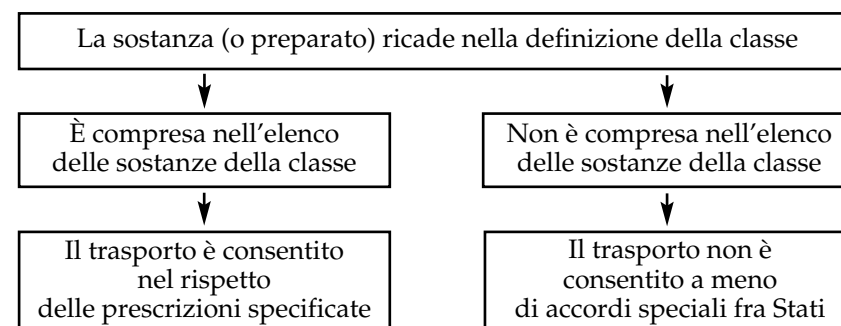 La sostanza (o preparato) ricade nella definizione della classe
È compresa nell'elenco
delle sostanze della classe
Non è compresa nell'elenco
delle sostanze della classe
Il trasporto è consentito
nel rispetto
delle prescrizioni specificate
Il trasporto non è
consentito a meno
di accordi speciali fra Stati